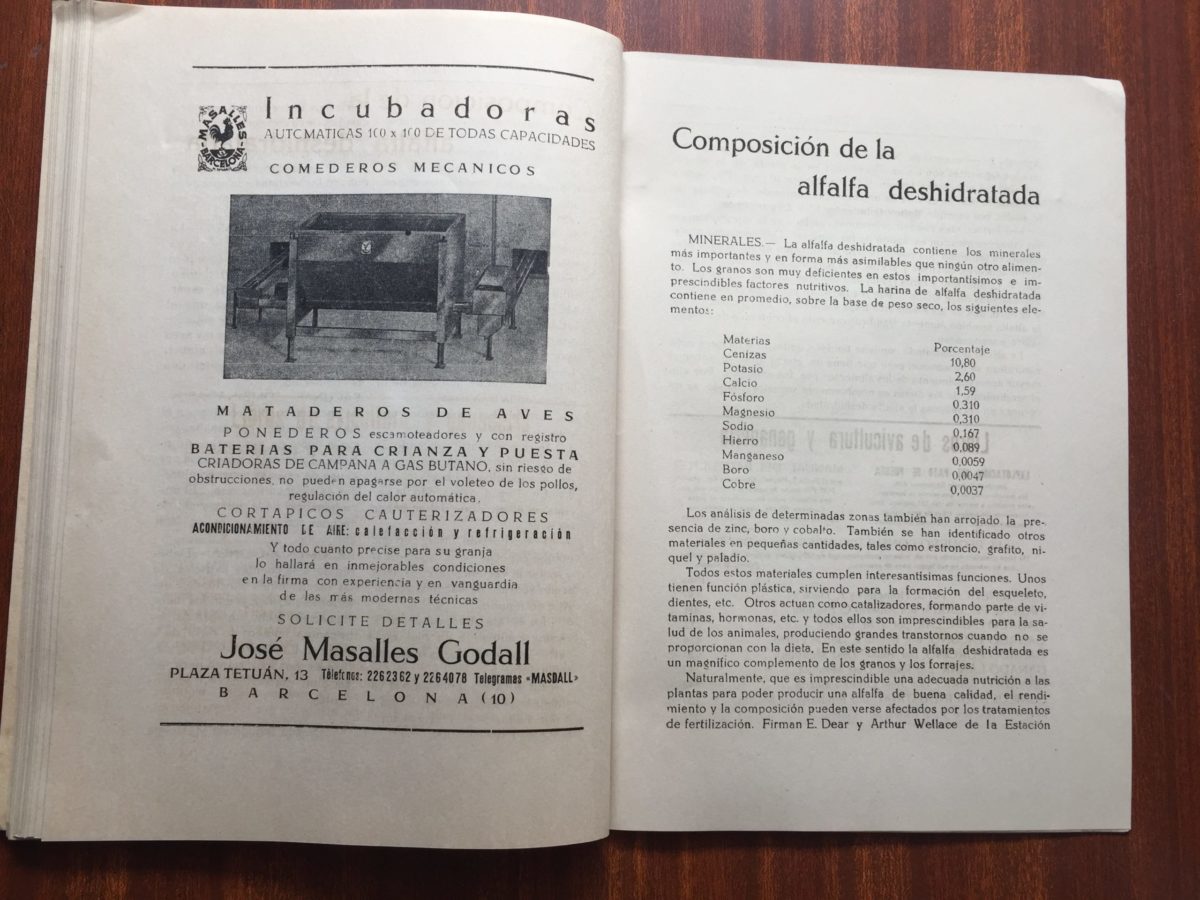 MASALLES
BARCELONA
Incubadoras
AUTOMATICAS 100 x 100 DE TODAS CAPACIDADES
COMEDEROS MECANICOS
MATADEROS DE AVES
PONEDEROS escamoteadores y con registro
BATERIAS PARA CRIANZA Y PUESTA
CRIADORAS DE CAMPANA A GAS BUTANO, sin riesgo de
obstrucciones, no pueden apagarse por el voleteo de los pollos,
regulación del calor automática.
CORTAPICOS CAUTERIZADORES
ACONDICIONAMIENTO DE AIRE: calefacción y refrigeración
Y todo cuanto precise para su granja
lo hallará en inmejorables condiciones
en la firma con experiencia y en vanguardia
de las más modernas técnicas
SOLICITE DETALLES
José Masalles Godall
PLAZA TETUÁN, 13 Teléfonos: 2262362 y 2264078 Telegramas «MASDALL»
BARCELONA (10)
Composición de la
alfalfa deshidratada
MINERALES.— La alfalfa deshidratada contiene los minerales
más importantes y en forma más asimilables que ningún otro alimen-
to. Los granos son muy deficientes en estos importantísimos e im-
prescindibles factores nutritivos. La harina de alfalfa deshidratada
contiene en promedio, sobre la base de peso seco, los siguientes ele-
mentos:
Materias Porcentaje
Cenizas 10,80
Potasio 2,60
Calcio 1,59
Fósforo 0,310
Magnesio 0,310
Sodio 0,167
Hierro 0,089
Manganeso 0,0059
Boro 0,0047
Cobre 0,0037
Los análisis de determinadas zonas también han arrojado la pre-
sencia de zinc, boro y cobalto. También se han identificado otros
materiales en pequeñas cantidades, tales como estroncio, grafito, ní-
quel y paladio.
Todos estos materiales cumplen interesantísimas funciones. Unos
tienen función plástica, sirviendo para la formación del esqueleto,
dientes, etc. Otros actuan como catalizadores, formando parte de vi-
taminas, hormonas, etc. y todos ellos son imprescindibles para la sa-
lud de los animales, produciendo grandes transtornos cuando no se
proporcionan con la dieta. En este sentido la alfalfa deshidratada es
un magnífico complemento de los granos y los forrajes.
Naturalmente, que es imprescindible una adecuada nutrición a las
plantas para poder producir una alfalfa de buena calidad, el rendi-
miento y la composición pueden verse afectados por los tratamientos
de fertilización. Firman E. Dear y Arthur Wellace de la Estación